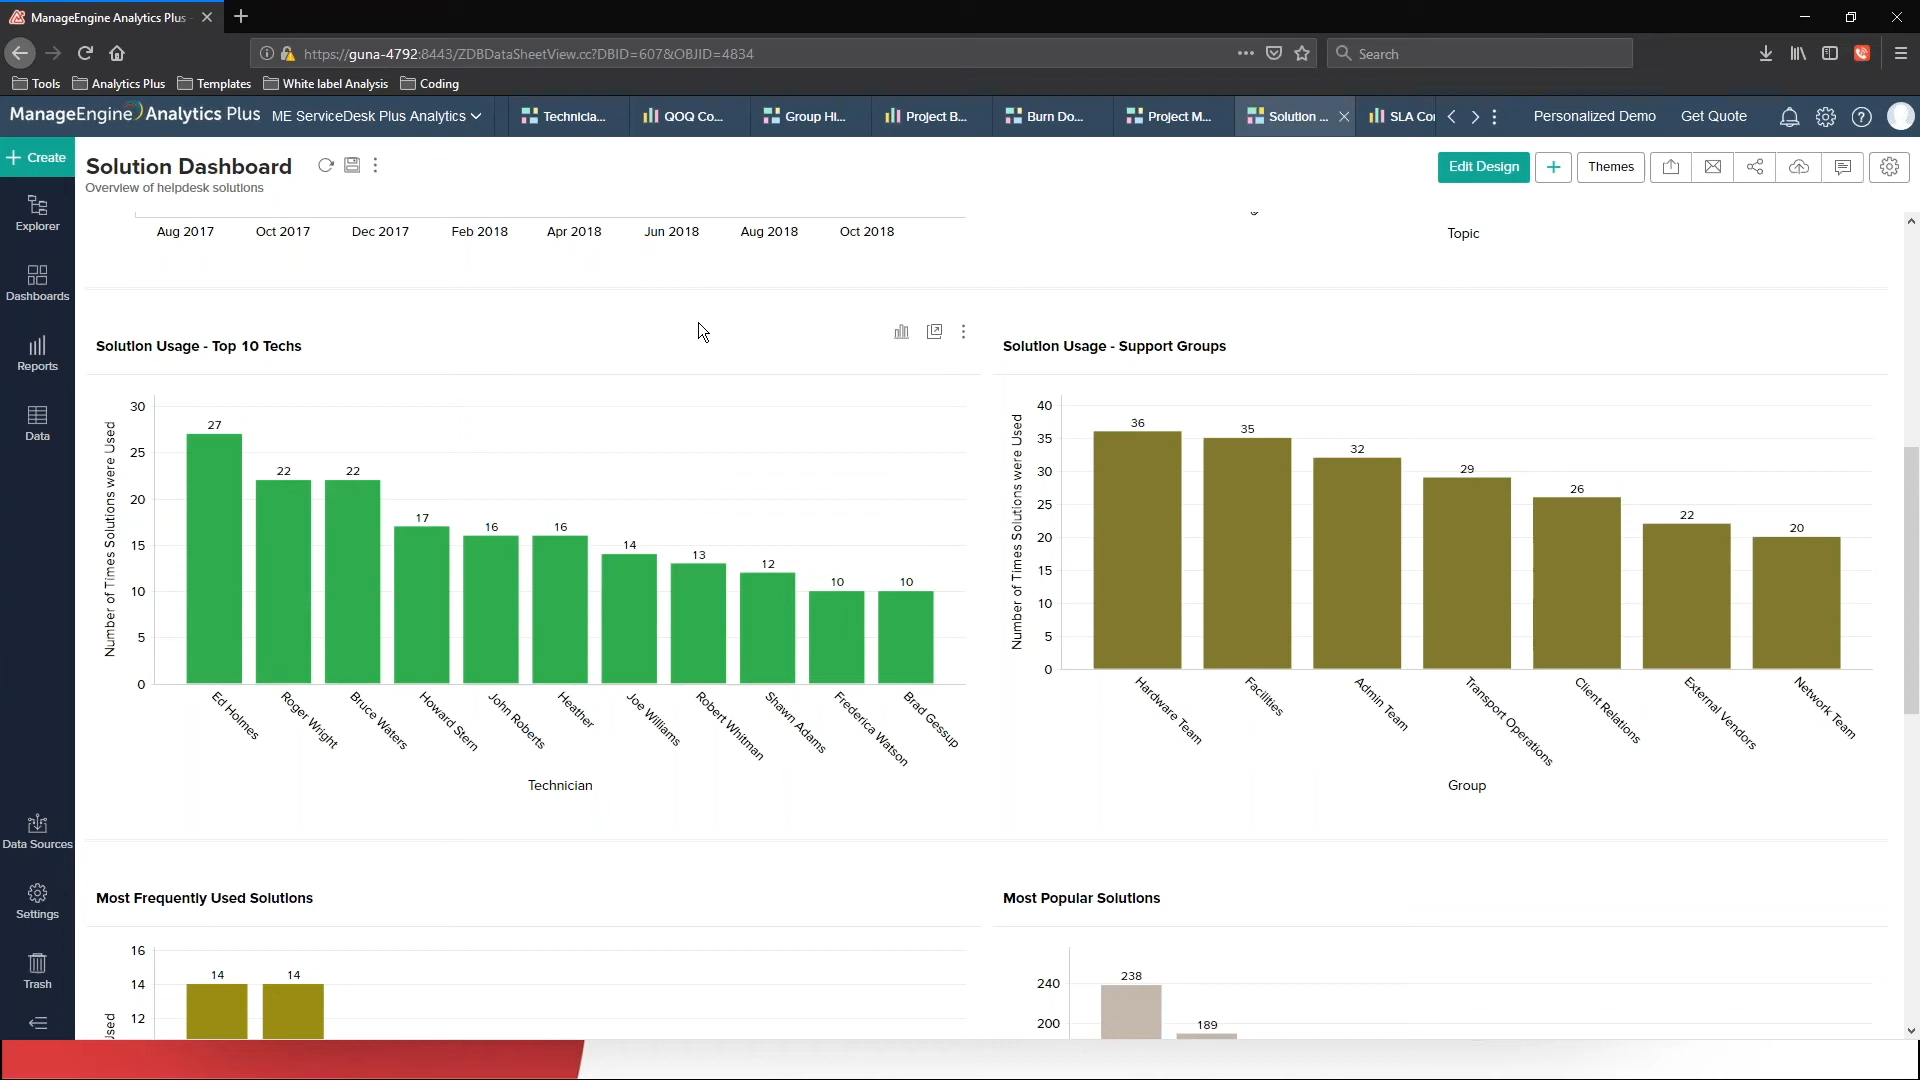 ManageEngine Analytics Plus
https://guna-4792:8443/ZDBDataSheetView.cc?DBID=607&OBJID=4834
Search
Tools
Analytics Plus
Templates
White label Analysis
Coding
ManageEngine Analytics Plus
ME ServiceDesk Plus Analytics
Technicia...
QOQ Co...
Group Hi...
Project B...
Burn Do...
Project M...
Solution ...
SLA Co
Personalized Demo
Get Quote
+ Create
Solution Dashboard
Overview of helpdesk solutions
Edit Design
+
Themes
Explorer
Dashboards
Reports
Data
Data Sources
Settings
Trash
Aug 2017 Oct 2017 Dec 2017 Feb 2018 Apr 2018 Jun 2018 Aug 2018 Oct 2018
Topic
Solution Usage - Top 10 Techs
Number of Times Solutions were Used
30
25
20
15
10
5
0
27 22 22 17 16 16 14 13 12 10 10
Ed Holmes
Roger Wright
Bruce Waters
Howard Stern
John Roberts
Heather
Joe Williams
Robert Whitman
Shawn Adams
Frederica Watson
Brad Gessup
Technician
Solution Usage - Support Groups
Number of Times Solutions were Used
40
35
30
25
20
15
10
5
0
36 35 32 29 26 22 20
Hardware Team
Facilities
Admin Team
Transport Operations
Client Relations
External Vendors
Network Team
Group
Most Frequently Used Solutions
16
14
12
14 14
Most Popular Solutions
240
200
238
189